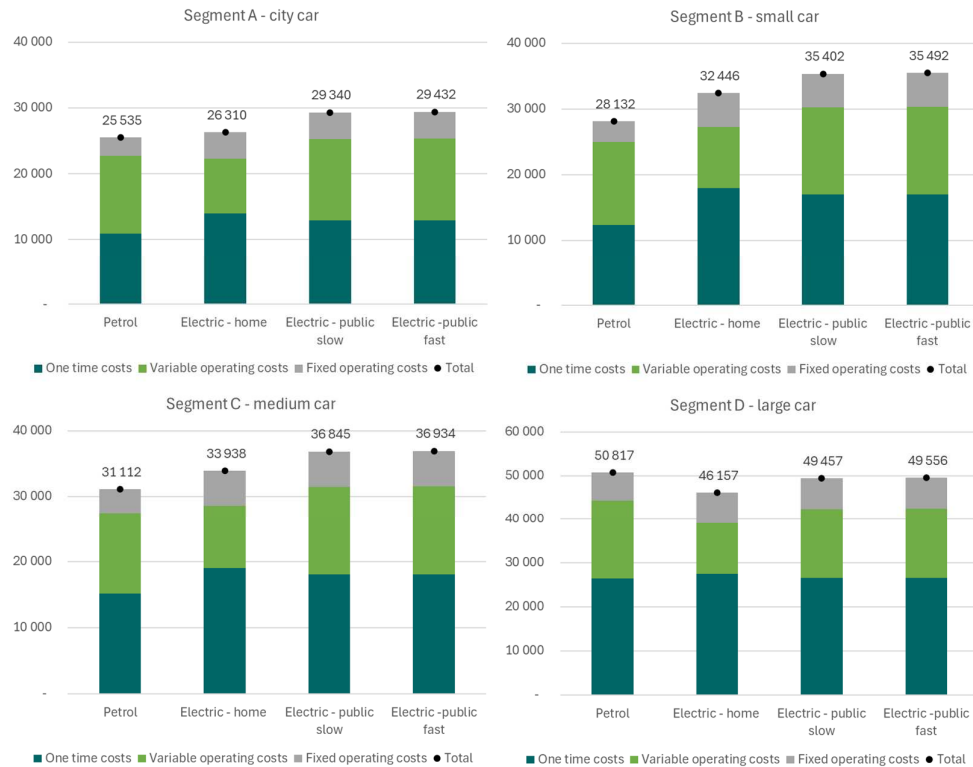 Segment A - city car
40 000
30 000
20 000
10 000
-
25 535
26 310
29 340
29 432
Petrol
Electric - home
Electric - public
slow
Electric -public
fast
One time costs Variable operating costs Fixed operating costs Total
Segment B - small car
40 000
30 000
20 000
10 000
-
28 132
32 446
35 402
35 492
Petrol
Electric - home
Electric - public
slow
Electric -public
fast
One time costs Variable operating costs Fixed operating costs Total
Segment C - medium car
40 000
30 000
20 000
10 000
-
31 112
33 938
36 845
36 934
Petrol
Electric - home
Electric - public
slow
Electric -public
fast
One time costs Variable operating costs Fixed operating costs Total
Segment D - large car
60 000
50 000
40 000
30 000
20 000
10 000
-
50 817
46 157
49 457
49 556
Petrol
Electric - home
Electric - public
slow
Electric -public
fast
One time costs Variable operating costs Fixed operating costs Total